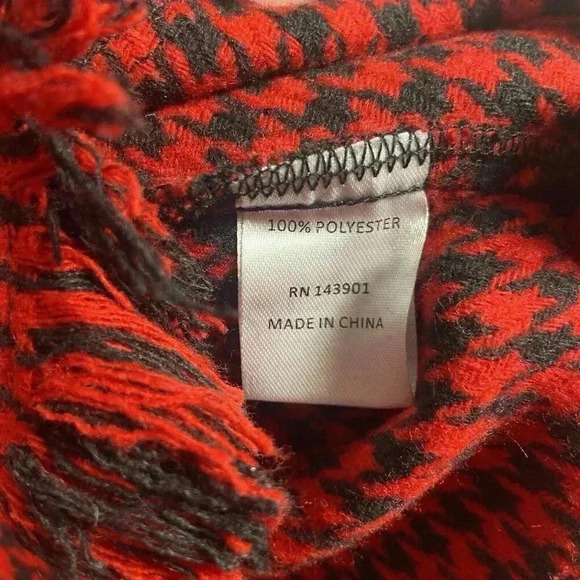 100% POLYESTER
RN 143901
MADE IN CHINA